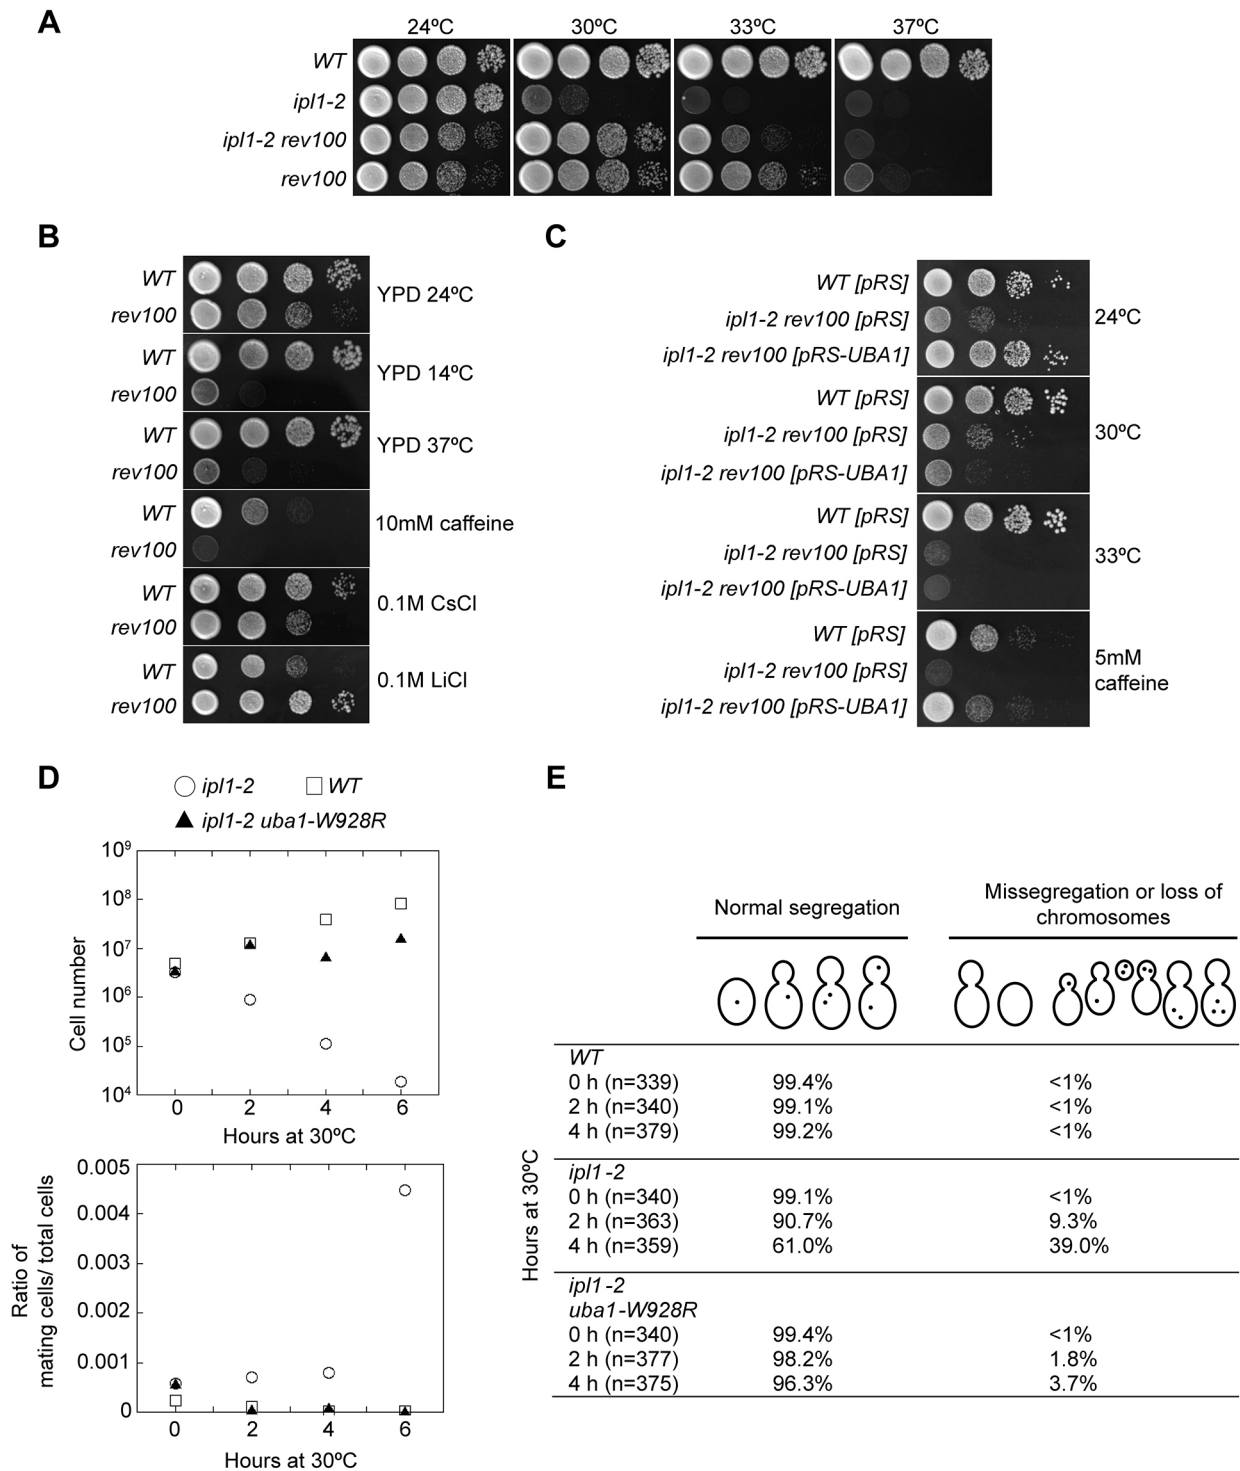 A
24ºC 30ºC 33ºC 37ºC
WT
ipl1-2
ipl1-2 rev100
rev100
B
WT
rev100
YPD 24ºC
WT
rev100
YPD 14ºC
WT
rev100
YPD 37ºC
WT
rev100
10mM caffeine
WT
rev100
0.1M CsCl
WT
rev100
0.1M LiCl
C
WT [pRS]
ipl1-2 rev100 [pRS]
ipl1-2 rev100 [pRS-UBA1]
24ºC
WT [pRS]
ipl1-2 rev100 [pRS]
ipl1-2 rev100 [pRS-UBA1]
30ºC
WT [pRS]
ipl1-2 rev100 [pRS]
ipl1-2 rev100 [pRS-UBA1]
33ºC
WT [pRS]
ipl1-2 rev100 [pRS]
ipl1-2 rev100 [pRS-UBA1]
5mM
caffeine
D
ipl1-2 WT
ipl1-2 uba1-W928R
Cell number
10⁹
10⁸
10⁷
10⁶
10⁵
10⁴
0 2 4 6
Hours at 30ºC
Ratio of
mating cells/ total cells
0.005
0.004
0.003
0.002
0.001
0
0 2 4 6
Hours at 30ºC
E
Normal segregation
Missegregation or loss of
chromosomes
Hours at 30ºC
WT
0 h (n=339) 99.4% <1%
2 h (n=340) 99.1% <1%
4 h (n=379) 99.2% <1%
ipl1-2
0 h (n=340) 99.1% <1%
2 h (n=363) 90.7% 9.3%
4 h (n=359) 61.0% 39.0%
ipl1-2
uba1-W928R
0 h (n=340) 99.4% <1%
2 h (n=377) 98.2% 1.8%
4 h (n=375) 96.3% 3.7%